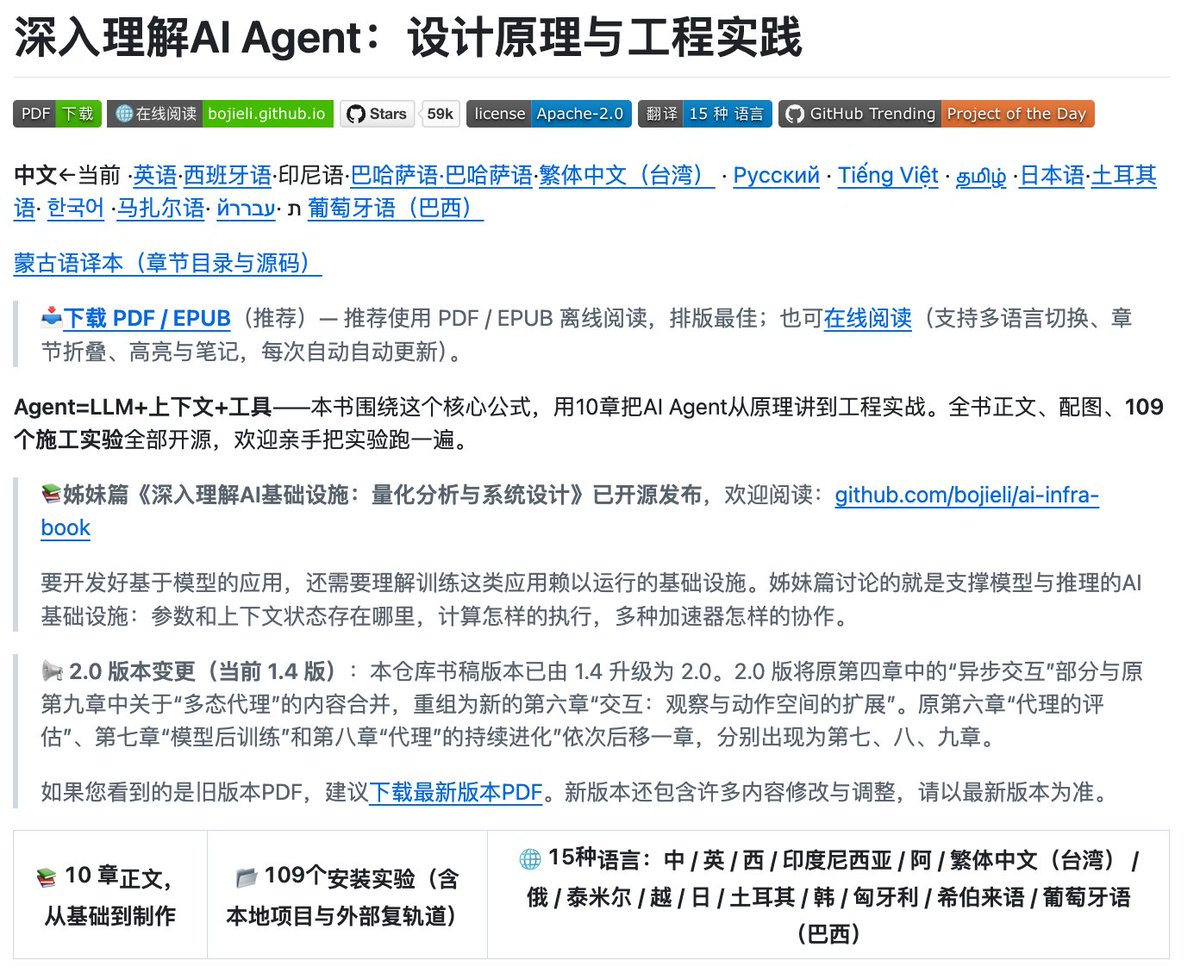 深入理解AI Agent：设计原理与工程实践
PDF 下载 在线阅读 bojieli.github.io Stars 59k license Apache-2.0 翻译 15 种 语言 GitHub Trending Project of the Day
中文←当前 ·英语·西班牙语·印尼语·巴哈萨语·巴哈萨语·繁体中文（台湾） · Русский · Tiếng Việt · தமிழ் ·日本语·土耳其
语· 한국어 ·马扎尔语· עבררייִ· ת 葡萄牙语（巴西）
蒙古语译本（章节目录与源码）
下载 PDF / EPUB（推荐）— 推荐使用 PDF / EPUB 离线阅读，排版最佳；也可在线阅读（支持多语言切换、章
节折叠、高亮与笔记，每次自动自动更新）。
Agent=LLM+上下文+工具——本书围绕这个核心公式，用10章把AI Agent从原理讲到工程实战。全书正文、配图、109
个施工实验全部开源，欢迎亲手把实验跑一遍。
姊妹篇《深入理解AI基础设施：量化分析与系统设计》已开源发布，欢迎阅读：github.com/bojieli/ai-infra-
book
要开发好基于模型的应用，还需要理解训练这类应用赖以运行的基础设施。姊妹篇讨论的就是支撑模型与推理的AI
基础设施：参数和上下文状态存在哪里，计算怎样的执行，多种加速器怎样的协作。
2.0 版本变更（当前 1.4 版）：本仓库书稿版本已由 1.4 升级为 2.0。2.0 版将原第四章中的“异步交互”部分与原
第九章中关于“多态代理”的内容合并，重组为新的第六章“交互：观察与动作空间的扩展”。原第六章“代理的评
估”、第七章“模型后训练”和第八章“代理”的持续进化”依次后移一章，分别出现为第七、八、九章。
如果您看到的是旧版本PDF，建议下载最新版本PDF。新版本还包含许多内容修改与调整，请以最新版本为准。
10 章正文，
从基础到制作
109个安装实验（含
本地项目与外部复轨道）
15种语言：中 / 英 / 西 / 印度尼西亚 / 阿 / 繁体中文（台湾） /
俄 / 泰米尔 / 越 / 日 / 土耳其 / 韩 / 匈牙利 / 希伯来语 / 葡萄牙语
（巴西）